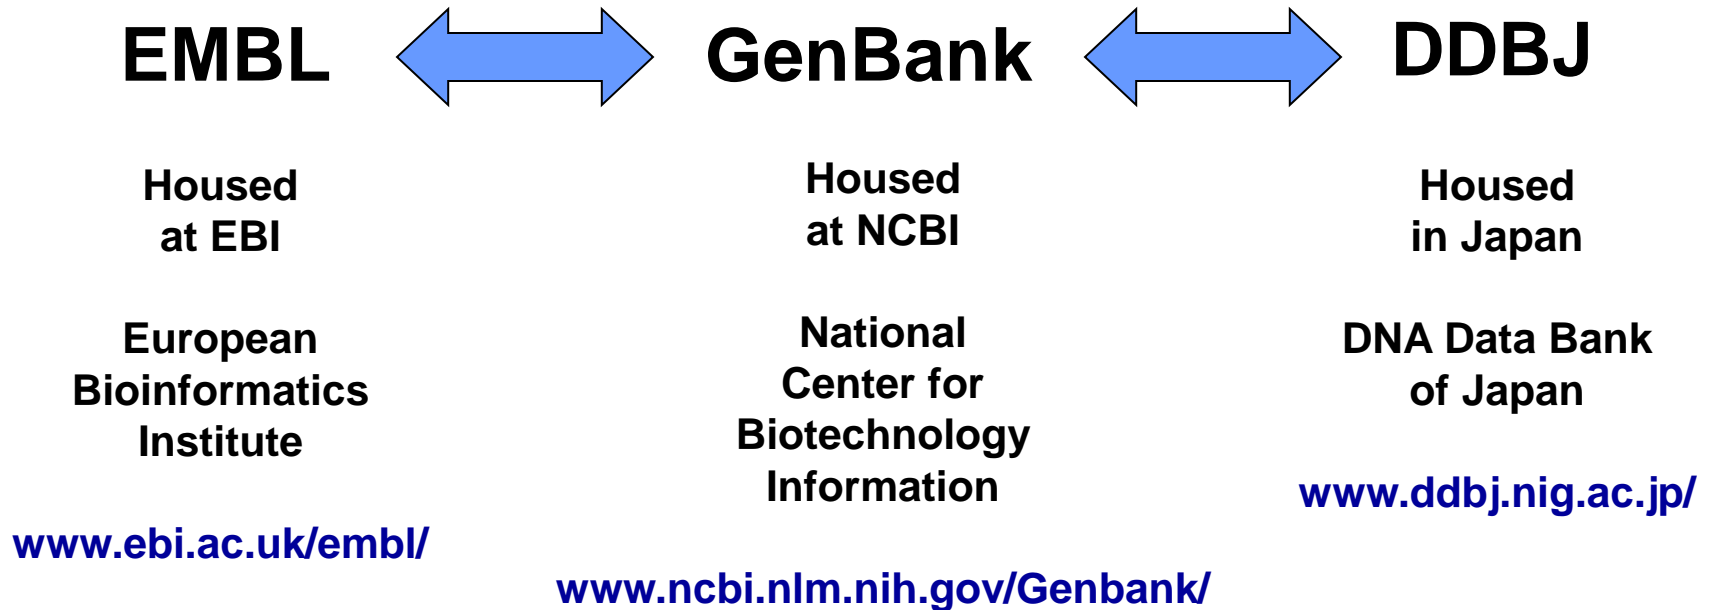 EMBL
GenBank
DDBJ
Housed
at EBI
European
Bioinformatics
Institute
www.ebi.ac.uk/embl/
Housed
at NCBI
National
Center for
Biotechnology
Information
www.ncbi.nlm.nih.gov/Genbank/
Housed
in Japan
DNA Data Bank
of Japan
www.ddbj.nig.ac.jp/